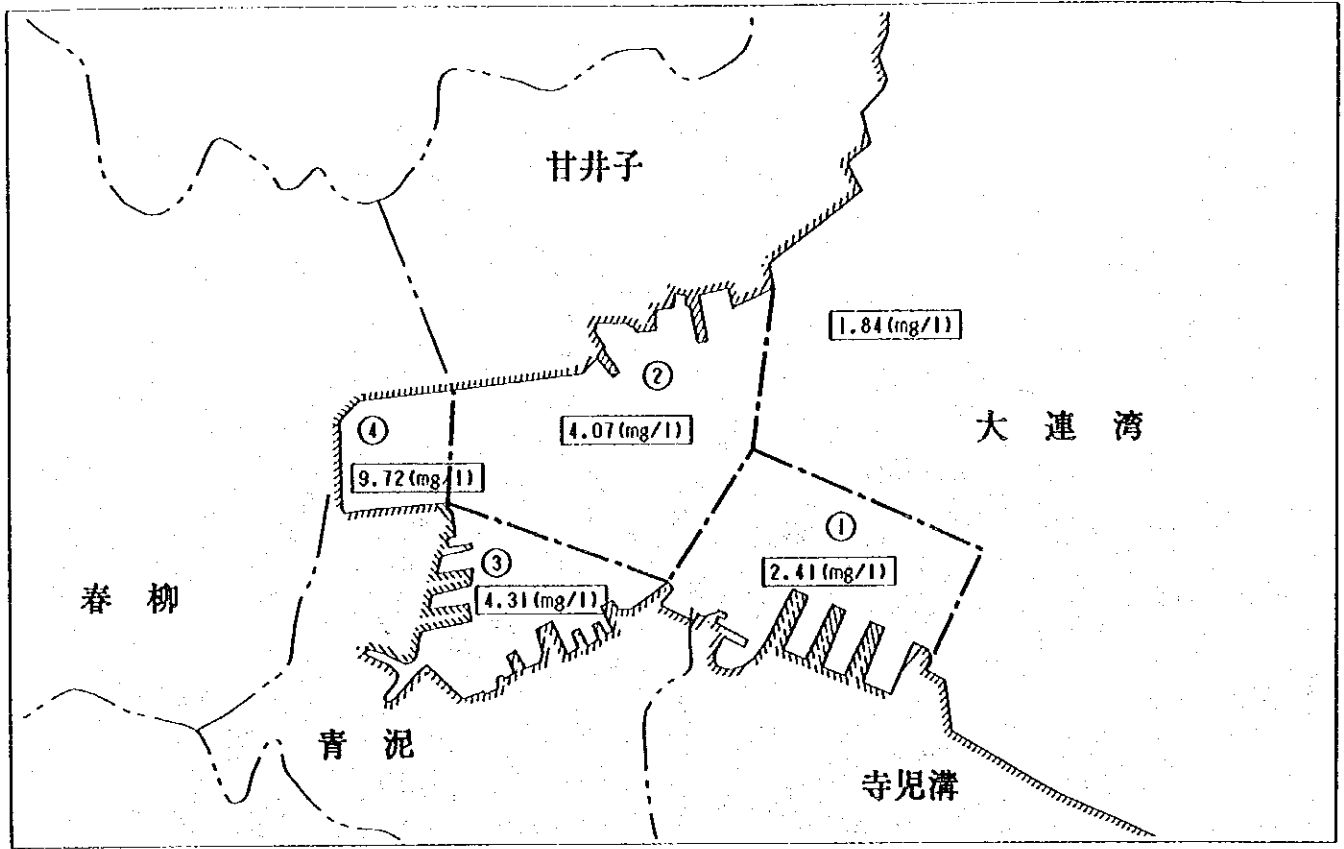 甘井子
1.84(mg/l)
②
大連湾
④
4.07(mg/l)
9.72(mg/l)
①
③
2.41(mg/l)
春柳
4.31(mg/l)
青泥
寺児溝